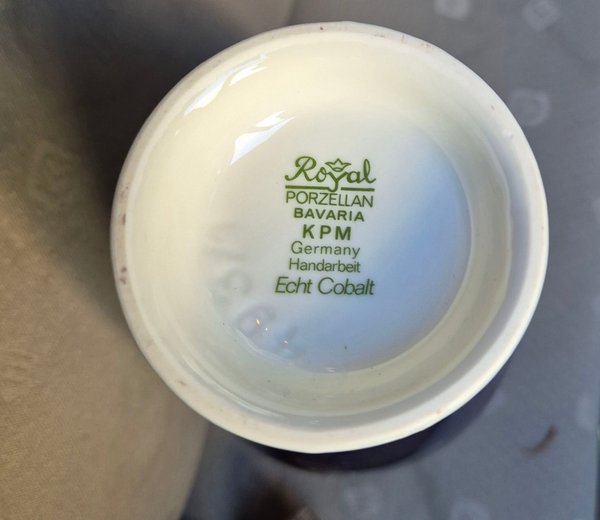 Royal
PORZELLAN
BAVARIA
KPM
Germany
Handarbeit
Echt Cobalt